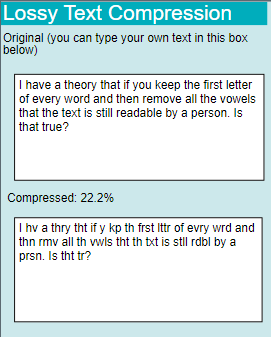 Lossy Text Compression
Original (you can type your own text in this box
below)
I have a theory that if you keep the first letter
of every word and then remove all the vowels
that the text is still readable by a person. Is
that true?
Compressed: 22.2%
I hv a thry tht if y kp th frst lttr of evry wrd and
thn rmv all th vwls tht th txt is stll rdbl by a
prsn. Is tht tr?